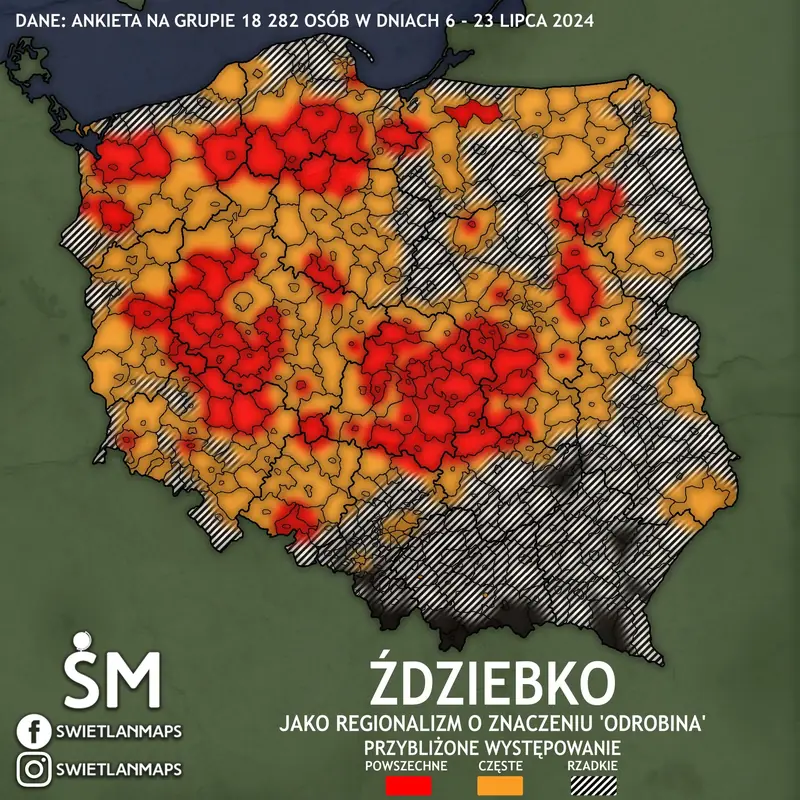 DANE: ANKIETA NA GRUPIE 18 282 OSÓB W DNIACH 6 - 23 LIPCA 2024
ŚM
SWIETLANMAPS
SWIETLANMAPS
ŹDZIEBKO
JAKO REGIONALIZM O ZNACZENIU 'ODROBINA'
PRZYBLIŻONE WYSTĘPOWANIE
POWSZECHNE CZĘSTE RZADKIE